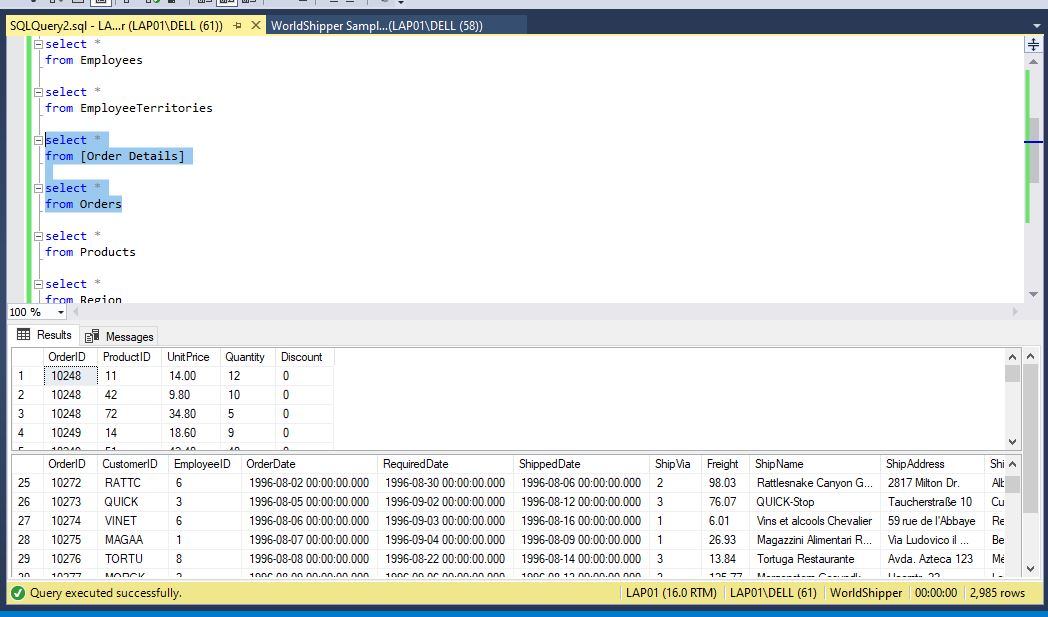 SQLQuery2.sql - LA...r (LAP01\DELL (61)) WorldShipper Sampl...(LAP01\DELL (58))
select *
from Employees
select *
from EmployeeTerritories
select *
from [Order Details]
select *
from Orders
select *
from Products
select *
from Region
100 %
Results Messages
OrderID ProductID UnitPrice Quantity Discount
1 10248 11 14.00 12 0
2 10248 42 9.80 10 0
3 10248 72 34.80 5 0
4 10249 14 18.60 9 0
OrderID CustomerID EmployeeID OrderDate RequiredDate ShippedDate ShipVia Freight ShipName ShipAddress Shi
25 10272 RATTC 6 1996-08-02 00:00:00.000 1996-08-30 00:00:00.000 1996-08-06 00:00:00.000 2 98.03 Rattlesnake Canyon G... 2817 Milton Dr. Alb
26 10273 QUICK 3 1996-08-05 00:00:00.000 1996-09-02 00:00:00.000 1996-08-12 00:00:00.000 3 76.07 QUICK-Stop Taucherstraße 10 Cu
27 10274 VINET 6 1996-08-06 00:00:00.000 1996-09-03 00:00:00.000 1996-08-16 00:00:00.000 1 6.01 Vins et alcools Chevalier 59 rue de l'Abbaye Re
28 10275 MAGAA 1 1996-08-07 00:00:00.000 1996-09-04 00:00:00.000 1996-08-09 00:00:00.000 1 26.93 Magazzini Alimentari R... Via Ludovico il ... Be
29 10276 TORTU 8 1996-08-08 00:00:00.000 1996-08-22 00:00:00.000 1996-08-14 00:00:00.000 3 13.84 Tortuga Restaurante Avda. Azteca 123 Mé
Query executed successfully. LAP01 (16.0 RTM) LAP01\DELL (61) WorldShipper 00:00:00 2,985 rows